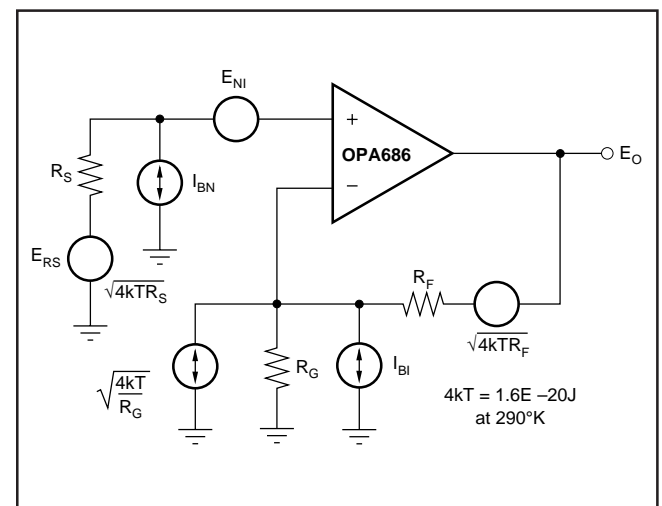 E_NI
+
OPA686
−
E_O
R_S
I_BN
E_RS
√4kTR_S
R_F
√4kTR_F
√4kT/R_G
R_G
I_BI
4kT = 1.6E –20J
at 290°K